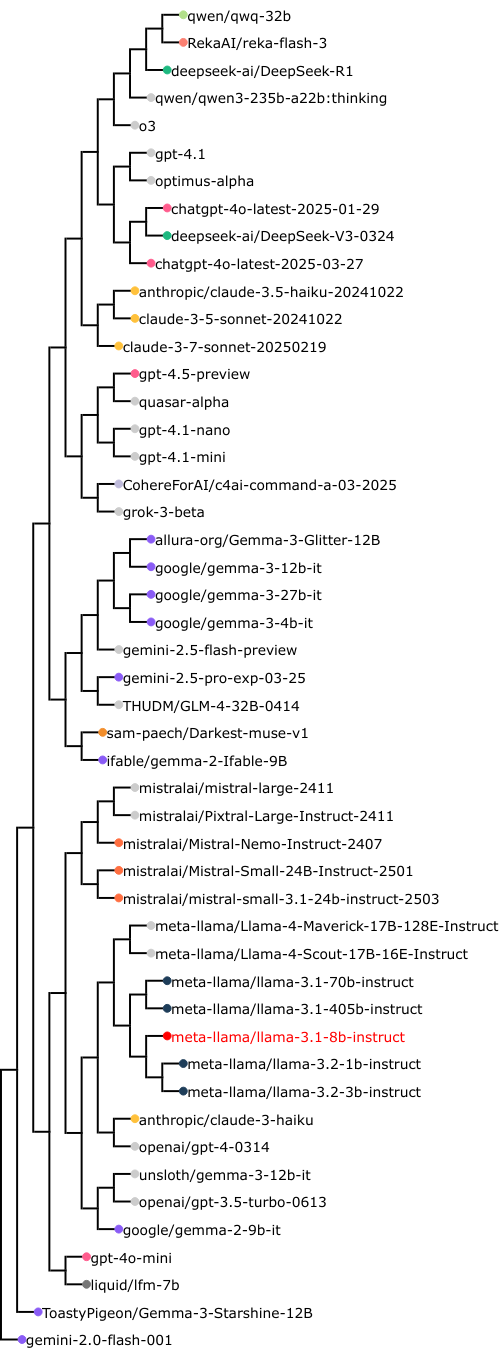 qwen/qwq-32b
RekaAI/reka-flash-3
deepseek-ai/DeepSeek-R1
qwen/qwen3-235b-a22b:thinking
o3
gpt-4.1
optimus-alpha
chatgpt-4o-latest-2025-01-29
deepseek-ai/DeepSeek-V3-0324
chatgpt-4o-latest-2025-03-27
anthropic/claude-3.5-haiku-20241022
claude-3-5-sonnet-20241022
claude-3-7-sonnet-20250219
gpt-4.5-preview
quasar-alpha
gpt-4.1-nano
gpt-4.1-mini
CohereForAI/c4ai-command-a-03-2025
grok-3-beta
allura-org/Gemma-3-Glitter-12B
google/gemma-3-12b-it
google/gemma-3-27b-it
google/gemma-3-4b-it
gemini-2.5-flash-preview
gemini-2.5-pro-exp-03-25
THUDM/GLM-4-32B-0414
sam-paech/Darkest-muse-v1
ifable/gemma-2-Ifable-9B
mistralai/mistral-large-2411
mistralai/Pixtral-Large-Instruct-2411
mistralai/Mistral-Nemo-Instruct-2407
mistralai/Mistral-Small-24B-Instruct-2501
mistralai/mistral-small-3.1-24b-instruct-2503
meta-llama/Llama-4-Maverick-17B-128E-Instruct
meta-llama/Llama-4-Scout-17B-16E-Instruct
meta-llama/llama-3.1-70b-instruct
meta-llama/llama-3.1-405b-instruct
meta-llama/llama-3.1-8b-instruct
meta-llama/llama-3.2-1b-instruct
meta-llama/llama-3.2-3b-instruct
anthropic/claude-3-haiku
openai/gpt-4-0314
unsloth/gemma-3-12b-it
openai/gpt-3.5-turbo-0613
google/gemma-2-9b-it
gpt-4o-mini
liquid/lfm-7b
ToastyPigeon/Gemma-3-Starshine-12B
gemini-2.0-flash-001